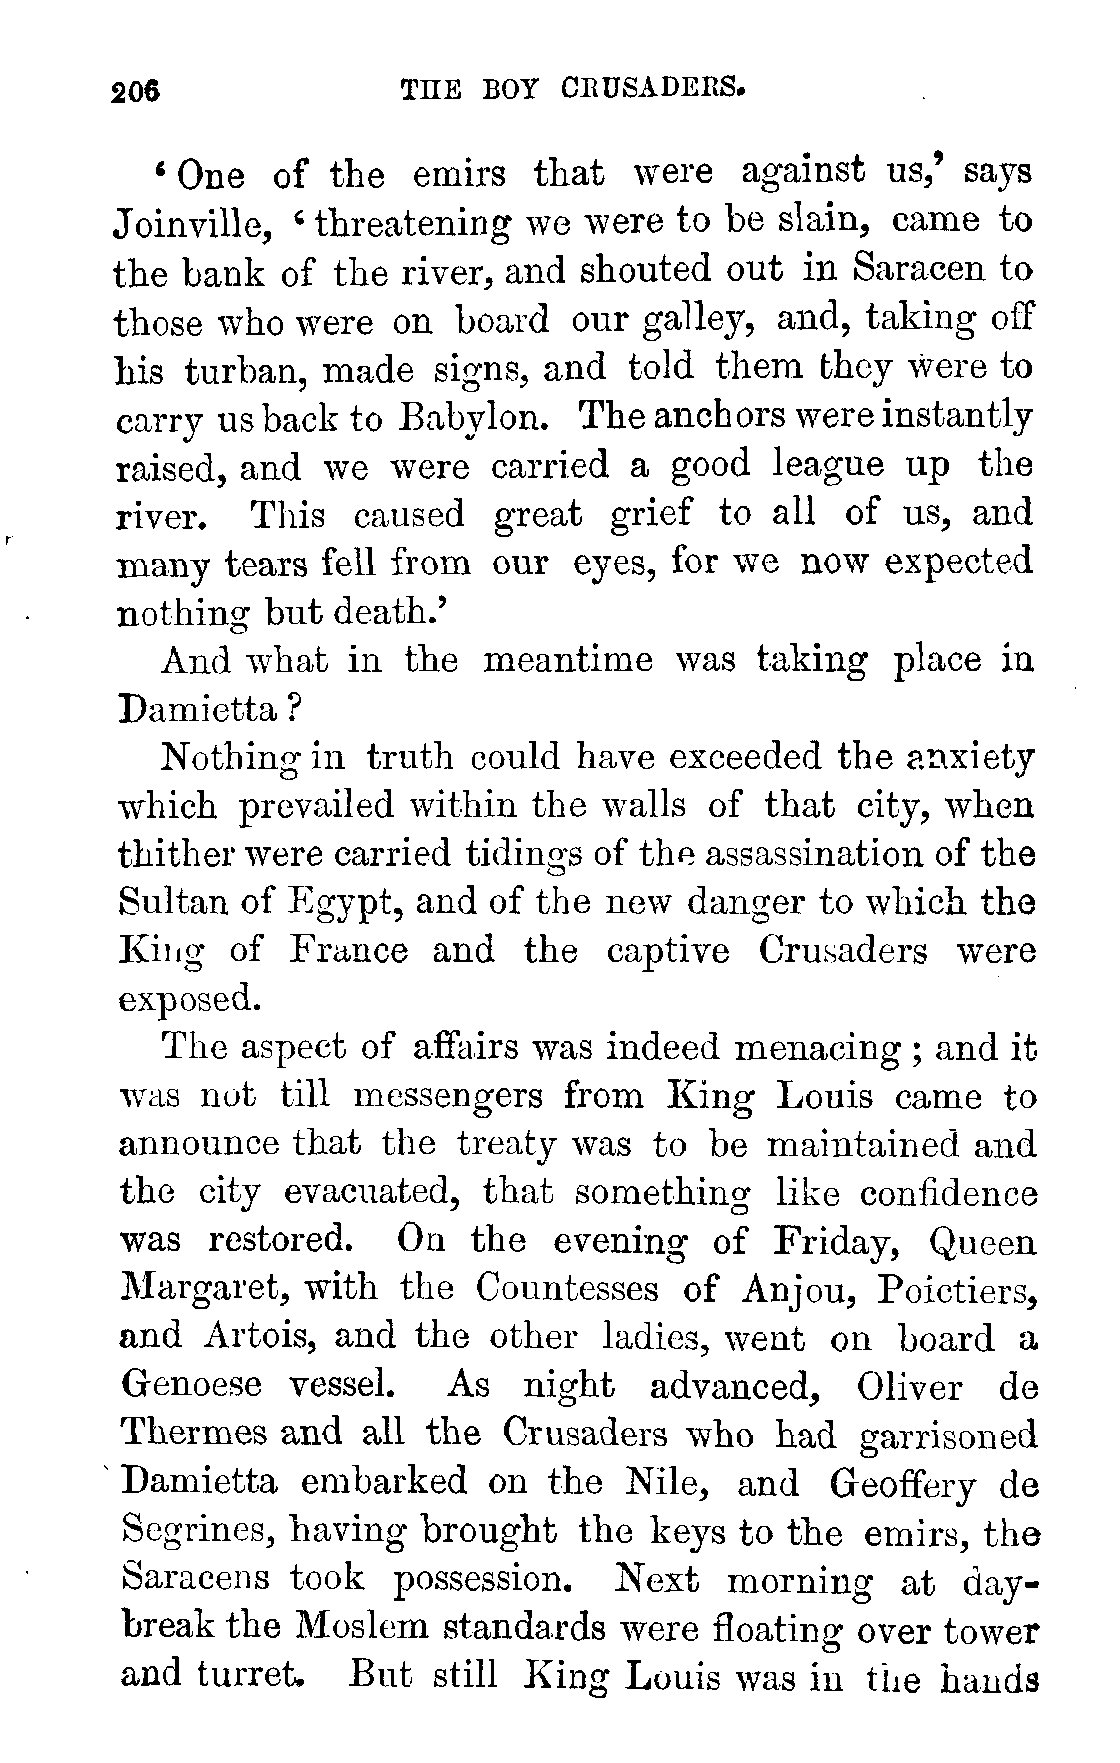 206 THE BOY CRUSADERS.
‘ One of the emirs that were against us,’ says
Joinville, ‘ threatening we were to be slain, came to
the bank of the river, and shouted out in Saracen to
those who were on board our galley, and, taking off
his turban, made signs, and told them they were to
carry us back to Babylon. The anchors were instantly
raised, and we were carried a good league up the
river. This caused great grief to all of us, and
many tears fell from our eyes, for we now expected
nothing but death.’
And what in the meantime was taking place in
Damietta ?
Nothing in truth could have exceeded the anxiety
which prevailed within the walls of that city, when
thither were carried tidings of the assassination of the
Sultan of Egypt, and of the new danger to which the
King of France and the captive Crusaders were
exposed.
The aspect of affairs was indeed menacing ; and it
was not till messengers from King Louis came to
announce that the treaty was to be maintained and
the city evacuated, that something like confidence
was restored. On the evening of Friday, Queen
Margaret, with the Countesses of Anjou, Poictiers,
and Artois, and the other ladies, went on board a
Genoese vessel. As night advanced, Oliver de
Thermes and all the Crusaders who had garrisoned
Damietta embarked on the Nile, and Geoffery de
Segrines, having brought the keys to the emirs, the
Saracens took possession. Next morning at day-
break the Moslem standards were floating over tower
and turret. But still King Louis was in the hands